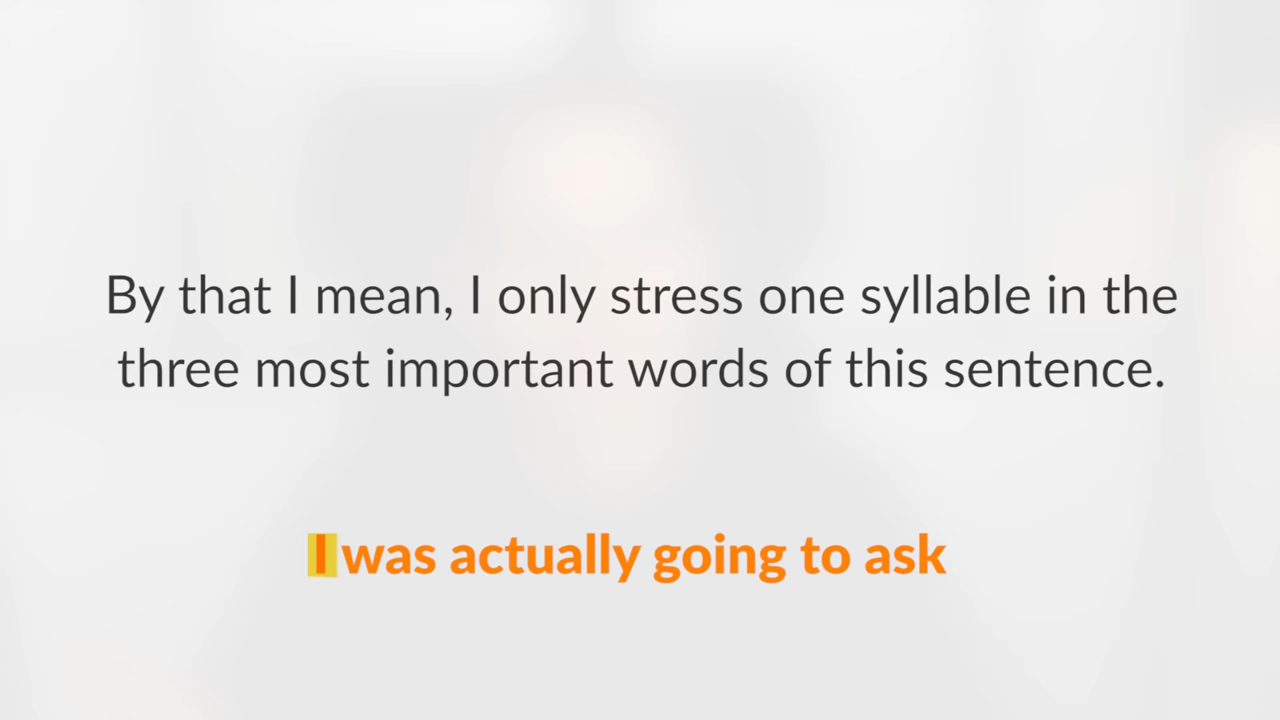 By that I mean, I only stress one syllable in the
three most important words of this sentence.
I was actually going to ask